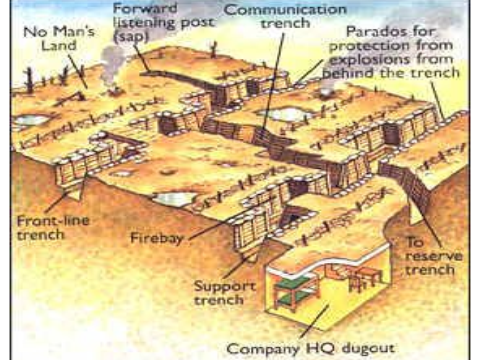 No Man's
Land
Forward
listening post
(sap)
Communication
trench
Parados for
protection from
explosions from
behind the trench
Front-line
trench
Firebay
Support
trench
To
reserve
trench
Company HQ dugout